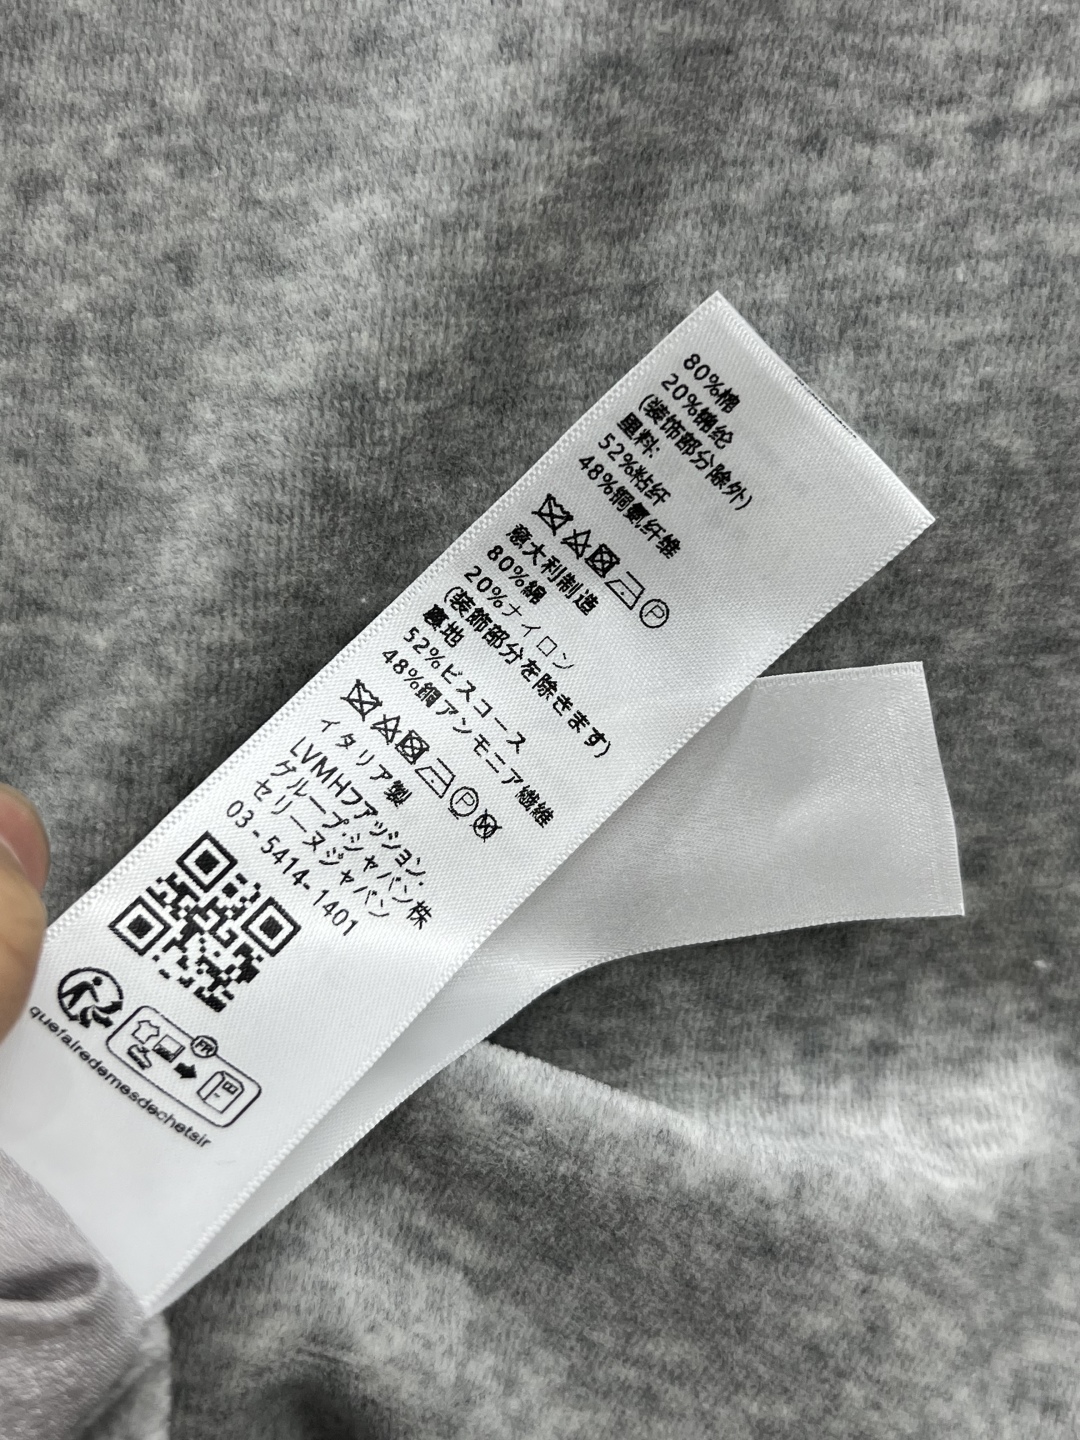 80%棉
20%锦纶
(装饰部分除外)
里料:
52%粘纤
48%铜氨纤维
P
意大利制造
80%綿
20%ナイロン
(装飾部分を除きます)
裏地
52%ビスコース
48%銅アンモニア繊維
P W
イタリア製
LVMHファッション.
グループ·ジャパン株
セリーヌジャパン
03-5414-1401
FR
quefairedemesdechetsir